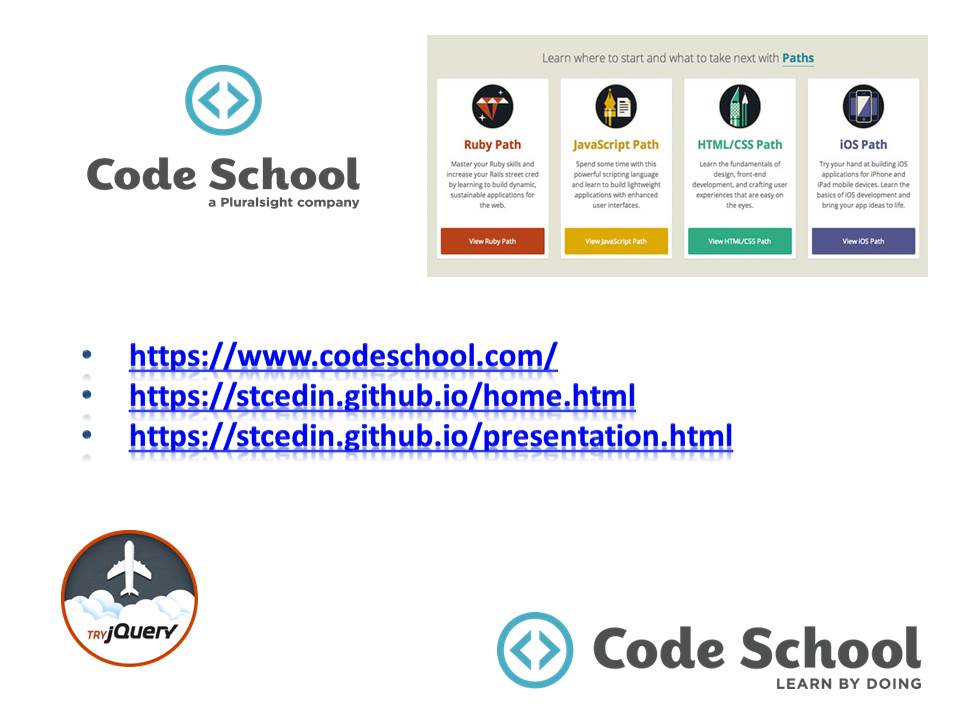 Code School
a Pluralsight company
Learn where to start and what to take next with Paths
Ruby Path
Master your Ruby skills and
increase your Rails street cred
by learning to build dynamic,
sustainable applications for
the web.
View Ruby Path
JavaScript Path
Spend some time with this
powerful scripting language
and learn to build lightweight
applications with enhanced
user interfaces.
View JavaScript Path
HTML/CSS Path
Learn the fundamentals of
design, front-end
development, and crafting user
experiences that are easy on
the eyes.
View HTML/CSS Path
iOS Path
Try your hand at building iOS
applications for iPhone and
iPad mobile devices. Learn the
basics of iOS development and
bring your app ideas to life.
View iOS Path
• https://www.codeschool.com/
• https://stcedin.github.io/home.html
• https://stcedin.github.io/presentation.html
TRY jQuery
Code School
LEARN BY DOING